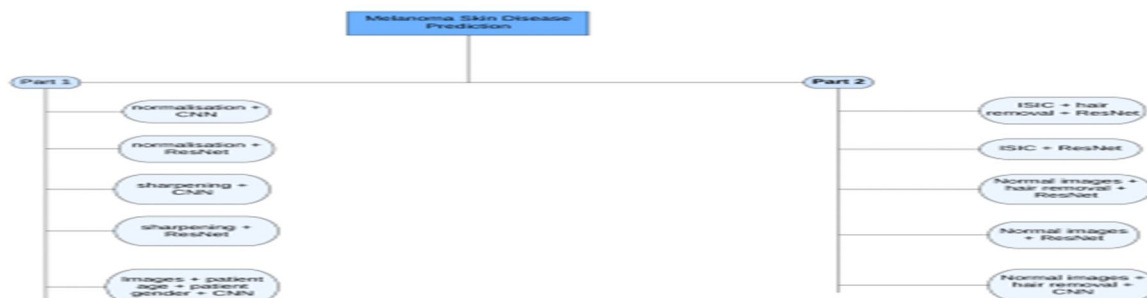 Melanoma Skin Disease
Prediction
Part 1
normalisation +
CNN
normalisation +
ResNet
sharpening +
CNN
sharpening +
ResNet
Images + patient
age + patient
gender + CNN
Part 2
ISIC + hair
removal + ResNet
ISIC + ResNet
Normal images +
hair removal +
ResNet
Normal images
+ ResNet
Normal images +
hair removal +
CNN